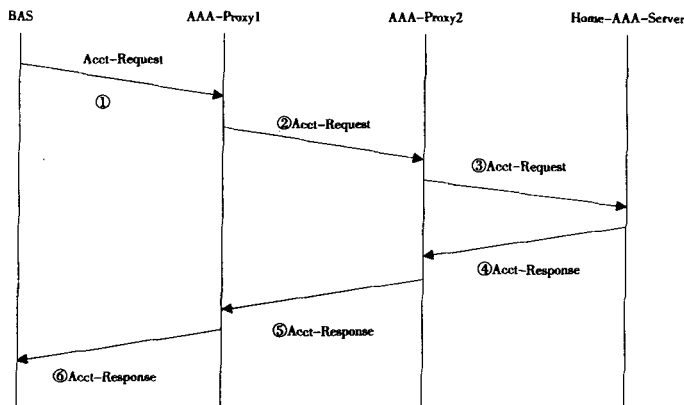 BAS AAA-Proxy1 AAA-Proxy2 Home-AAA-Server
Acct-Request
①
②Acct-Request
③Acct-Request
④Acct-Response
⑤Acct-Response
⑥Acct-Response